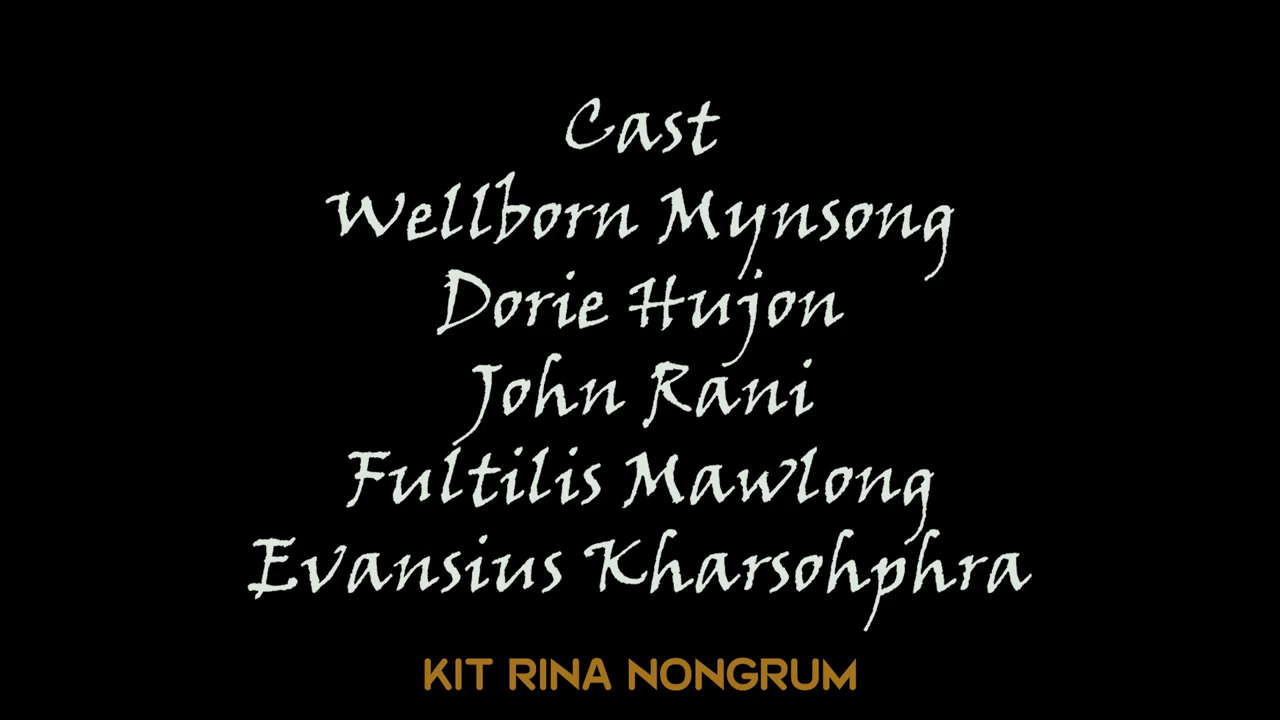 Cast
Wellborn Mynsong
Dorie Hujon
John Rani
Fultilis Mawlong
Evansius Kharsohphra
KIT RINA NONGRUM